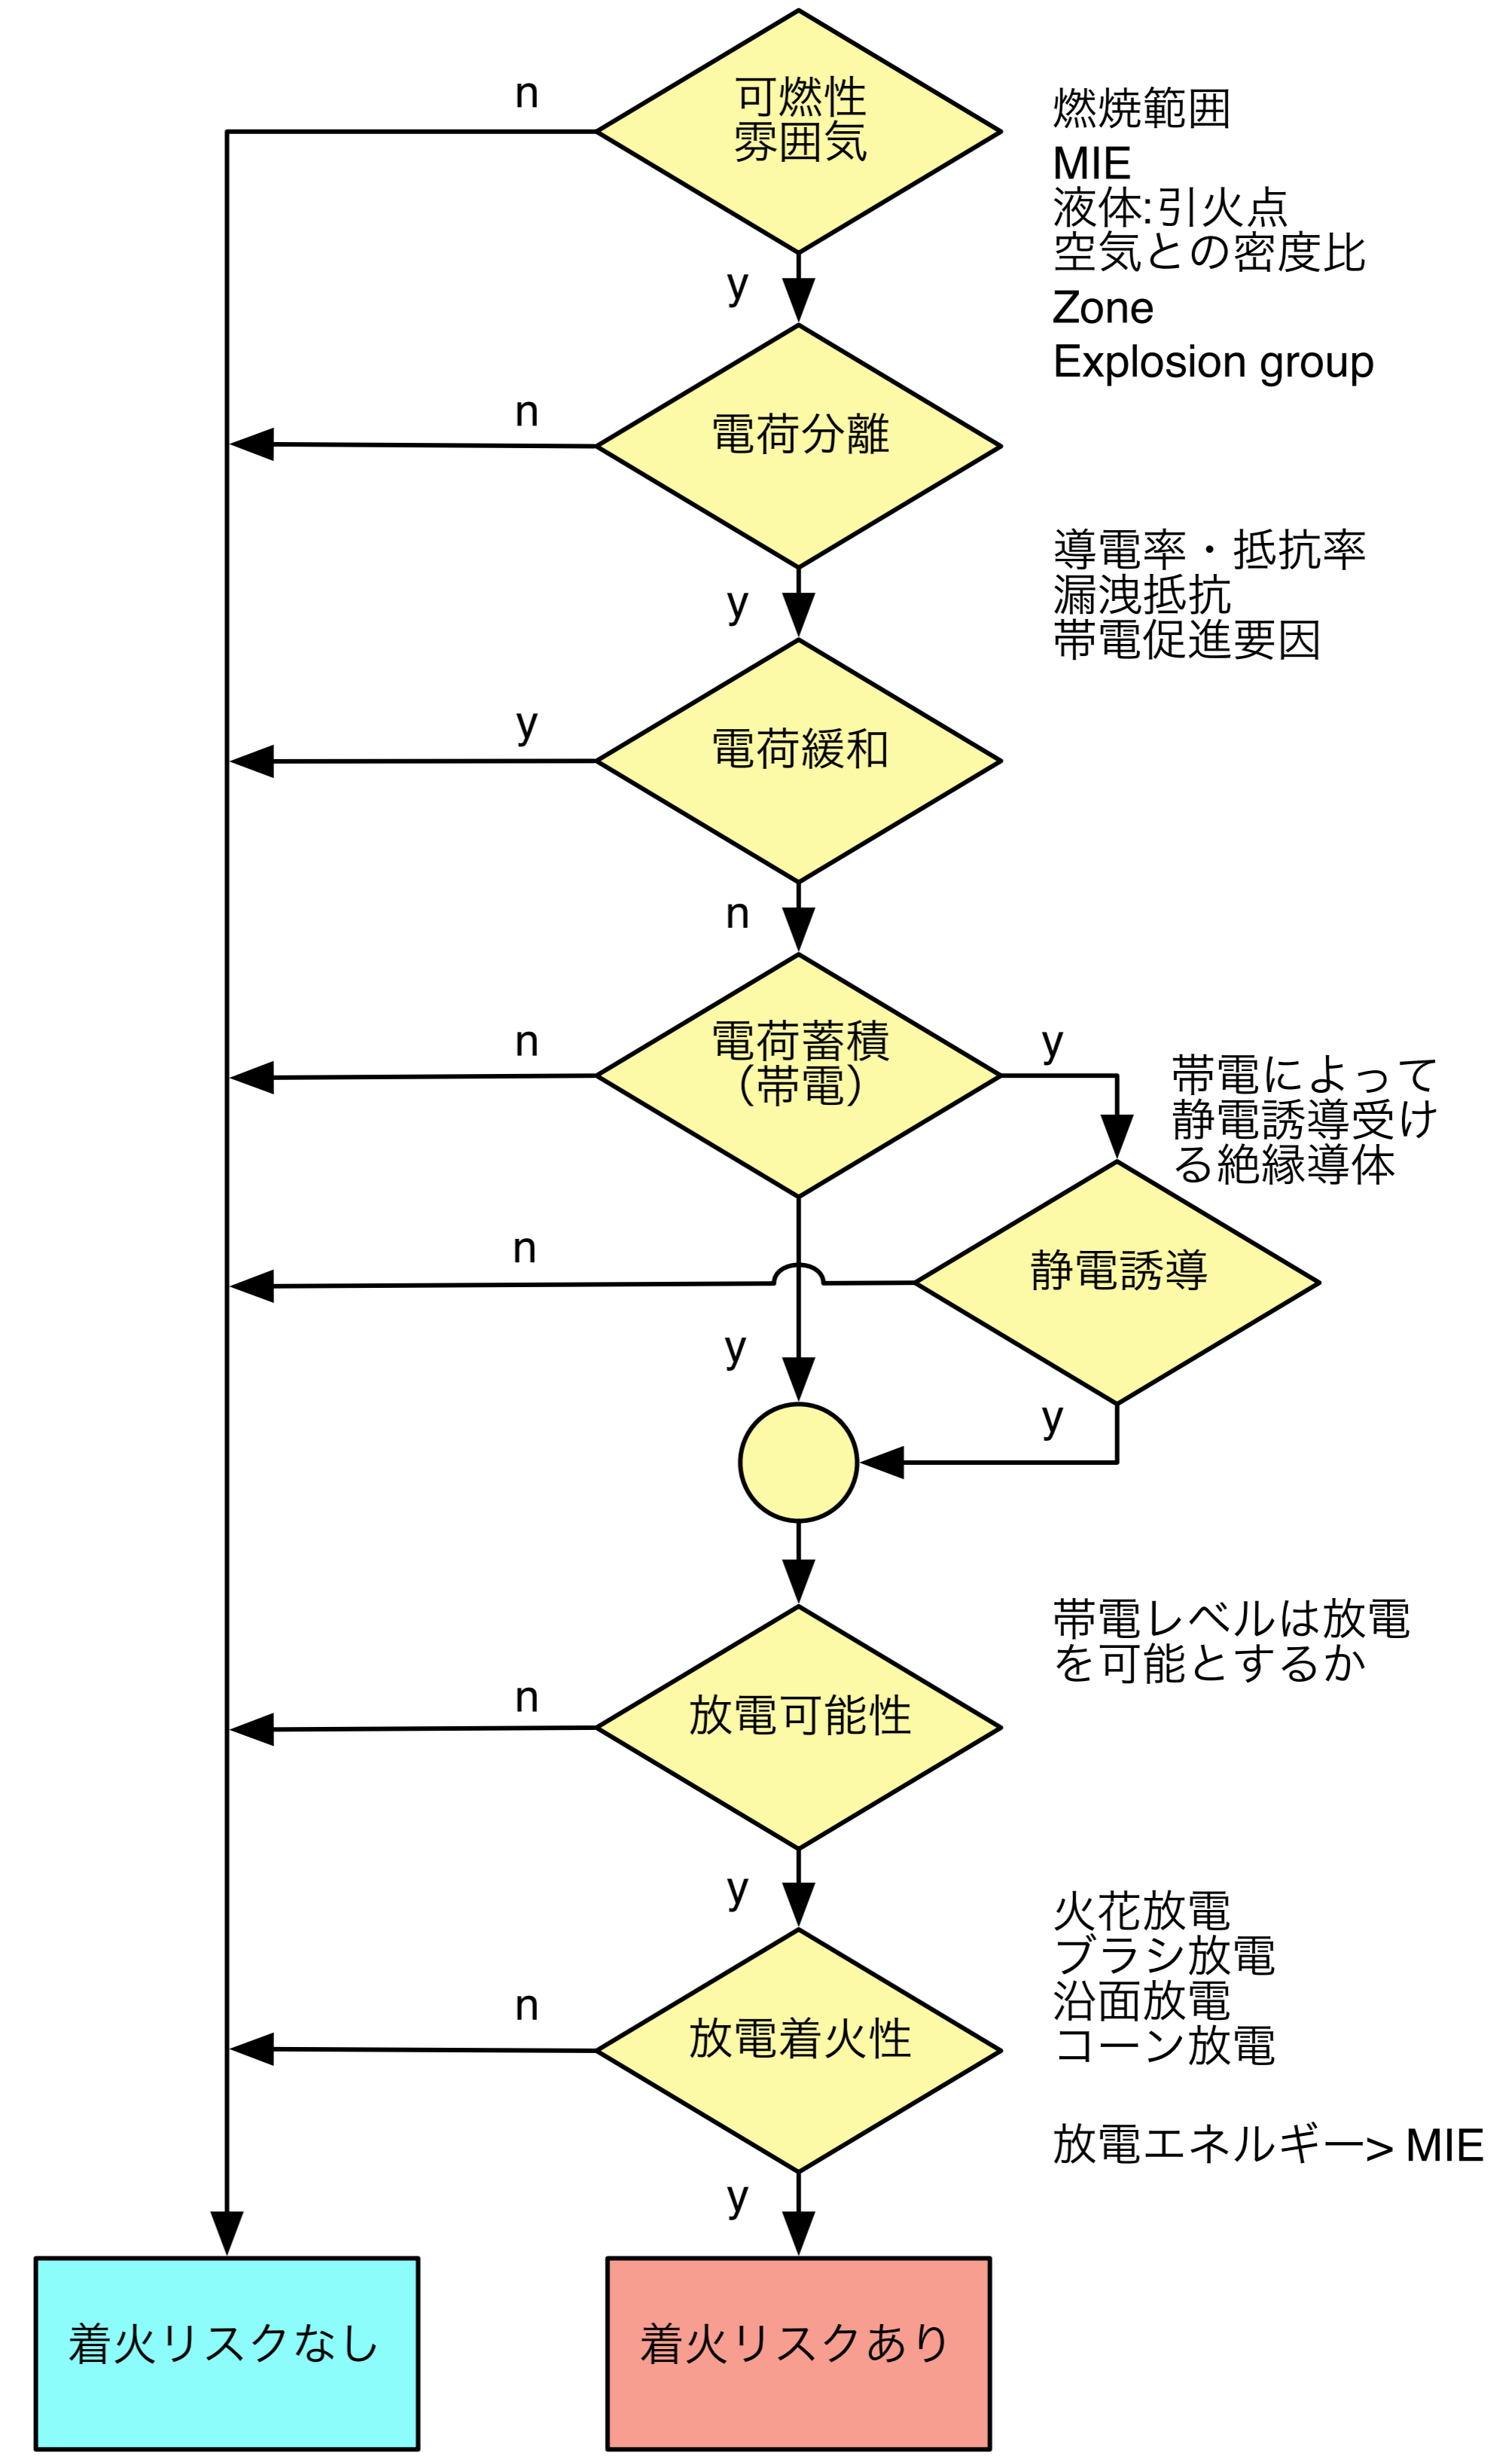 n
可燃性
雰囲気
燃焼範囲
MIE
液体:引火点
空気との密度比
Zone
Explosion group
y
n
電荷分離
導電率・抵抗率
漏洩抵抗
帯電促進要因
y
y
電荷緩和
n
n
電荷蓄積
（帯電）
y
帯電によって
静電誘導受け
る絶縁導体
n
静電誘導
y
y
帯電レベルは放電
を可能とするか
n
放電可能性
y
火花放電
ブラシ放電
沿面放電
コーン放電
n
放電着火性
放電エネルギー> MIE
y
着火リスクなし
着火リスクあり